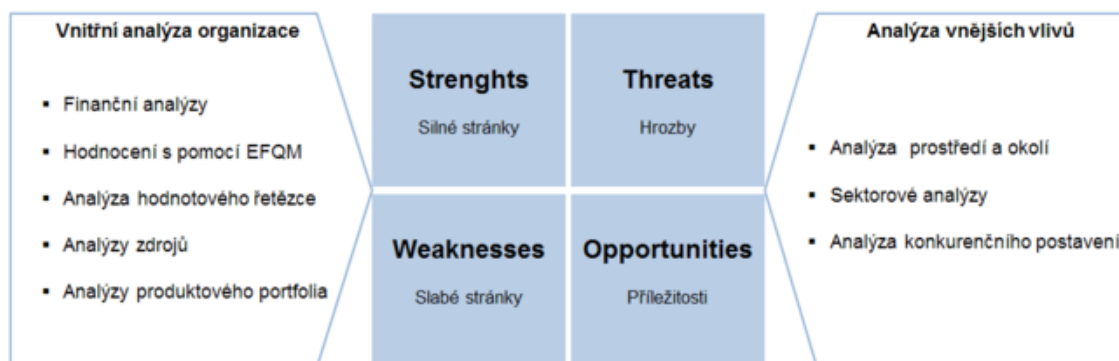 Vnitřní analýza organizace
▪ Finanční analýzy
▪ Hodnocení s pomocí EFQM
▪ Analýza hodnotového řetězce
▪ Analýzy zdrojů
▪ Analýzy produktového portfolia
Strenghts
Silné stránky
Threats
Hrozby
Weaknesses
Slabé stránky
Opportunities
Příležitosti
Analýza vnějších vlivů
▪ Analýza prostředí a okolí
▪ Sektorové analýzy
▪ Analýza konkurenčního postavení